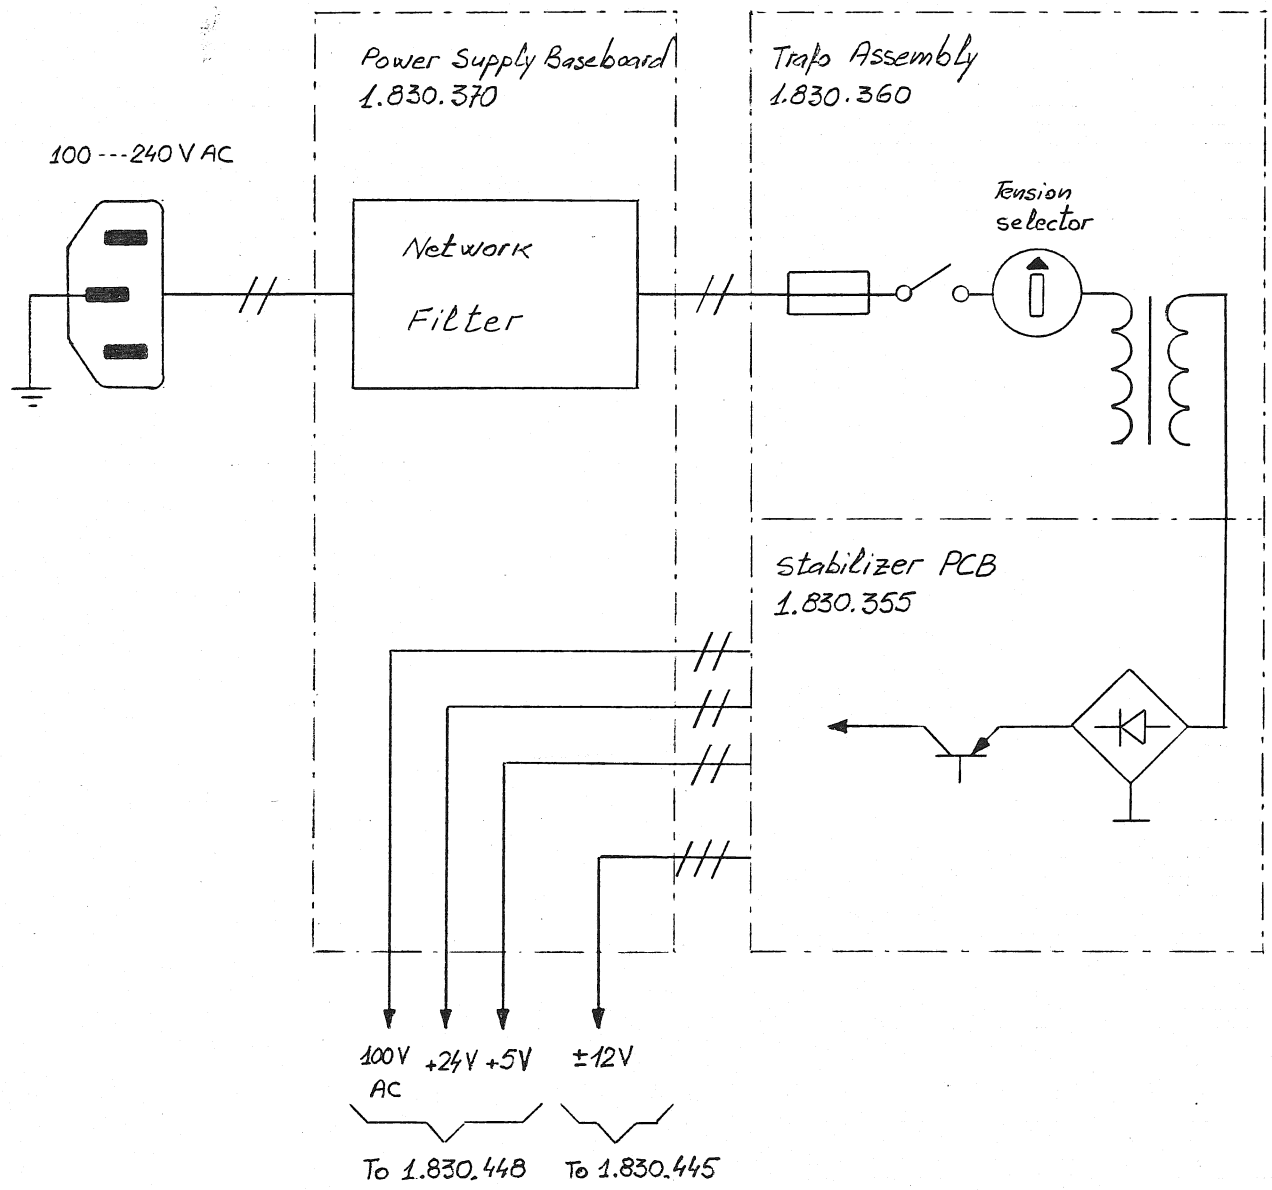 Power Supply Baseboard
1.830.370
Trafo Assembly
1.830.360
100---240V AC
Tension
selector
Network
Filter
Stabilizer PCB
1.830.355
100V
AC
+24V
+5V
±12V
To 1.830.448
To 1.830.445